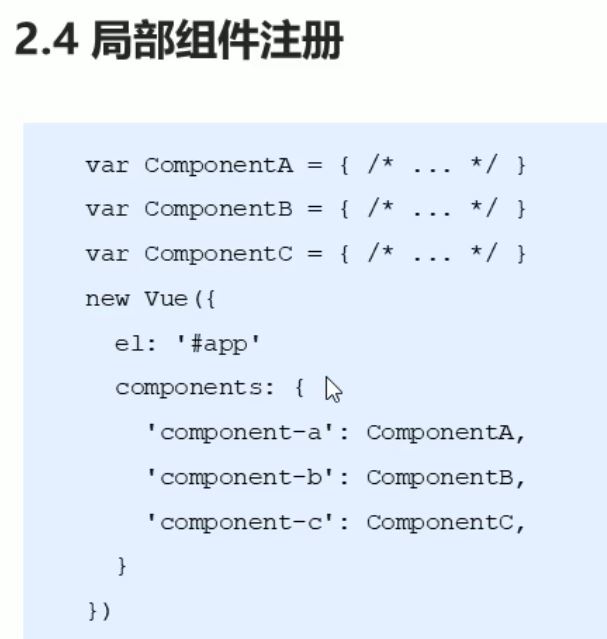 2.4 局部组件注册
var ComponentA = { /* ... */ }
var ComponentB = { /* ... */ }
var ComponentC = { /* ... */ }
new Vue({
el: '#app'
components: {
'component-a': ComponentA,
'component-b': ComponentB,
'component-c': ComponentC,
}
})